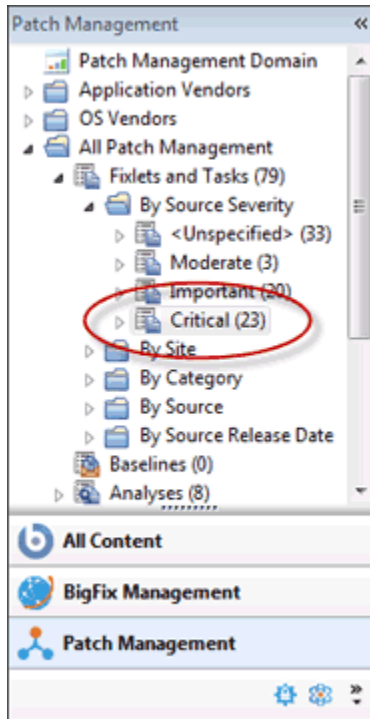 Patch Management
Patch Management Domain
Application Vendors
OS Vendors
All Patch Management
Fixlets and Tasks (79)
By Source Severity
<Unspecified> (33)
Moderate (3)
Important (20)
Critical (23)
By Site
By Category
By Source
By Source Release Date
Baselines (0)
Analyses (8)
All Content
BigFix Management
Patch Management